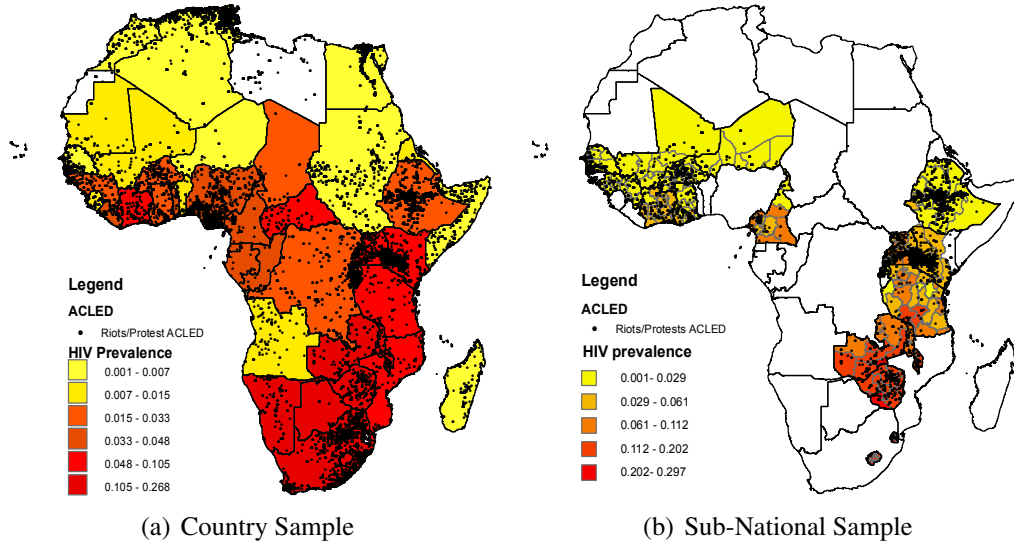 Legend
ACLED
Riots/Protest ACLED
HIV Prevalence
0.001 - 0.007
0.007 - 0.015
0.015 - 0.033
0.033 - 0.048
0.048 - 0.105
0.105 - 0.268
(a) Country Sample
Legend
ACLED
Riots/Protests ACLED
HIV prevalence
0.001- 0.029
0.029 - 0.061
0.061 - 0.112
0.112 - 0.202
0.202- 0.297
(b) Sub-National Sample